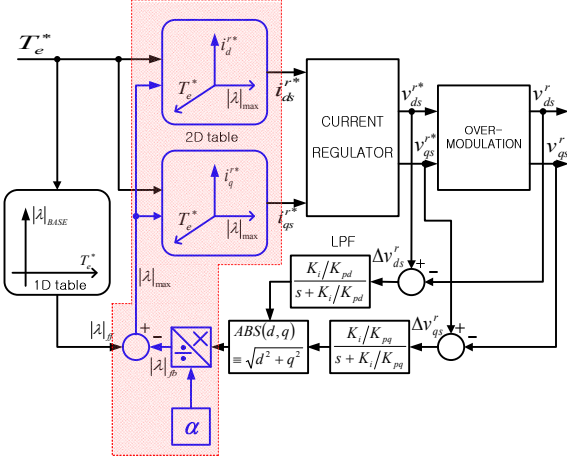 T_e^*
i_d^{r*}
T_e^*
|λ|_max
2D table
i_ds^{r*}
i_q^{r*}
T_e^*
|λ|_max
i_qs^{r*}
CURRENT
REGULATOR
v_ds^{r*}
v_qs^{r*}
OVER-
MODULATION
v_ds^r
v_qs^r
|λ|_BASE
T_e^*
1D table
|λ|_max
LPF
K_i/K_pd
s + K_i/K_pd
Δv_ds^r
+
−
|λ|_ff
+
−
|λ|_fb
÷ ×
α
ABS(d,q)
≡ √(d² + q²)
K_i/K_pq
s + K_i/K_pq
Δv_qs^r
+
−